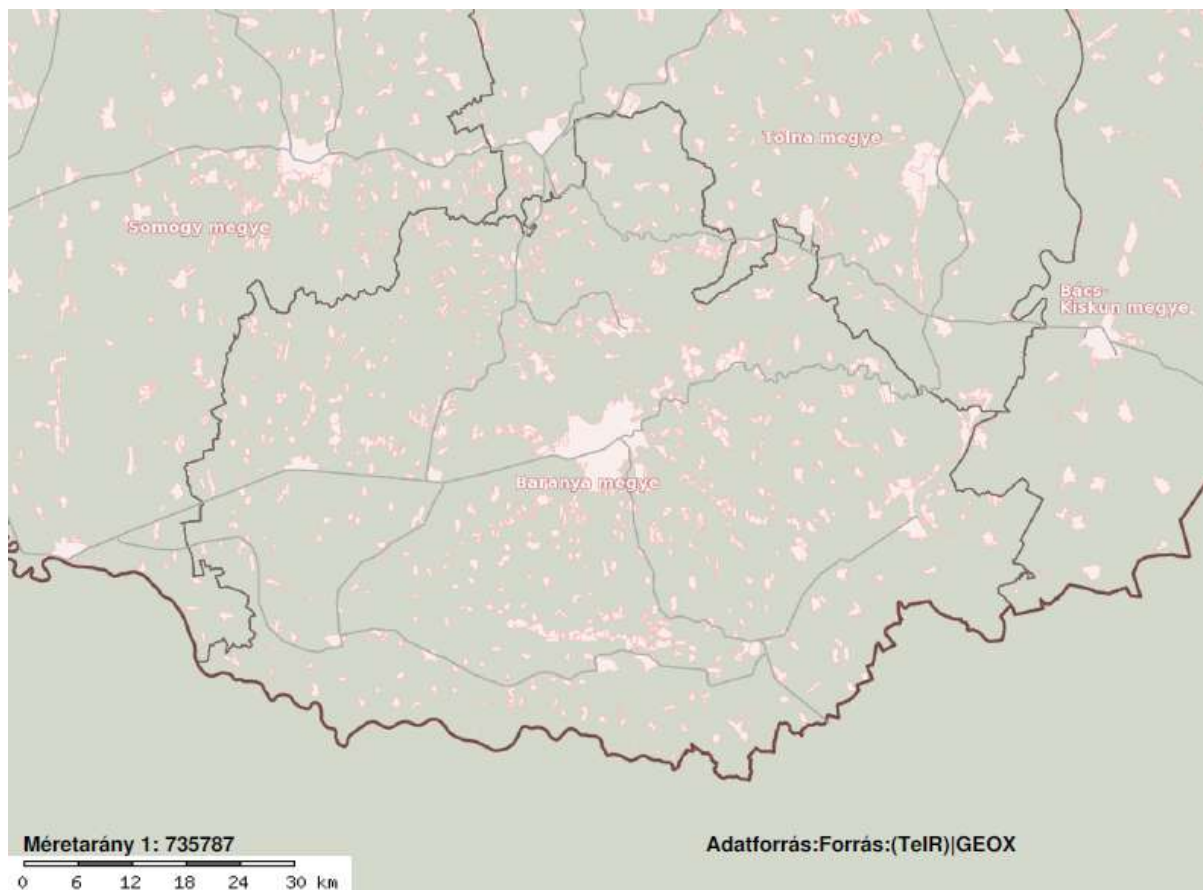 Tolna megye
Somogy megye
Bács-
Kiskun megye
Baranya megye
Méretarány 1: 735787
Adatforrás:Forrás:(TeIR)|GEOX
0 6 12 18 24 30 km